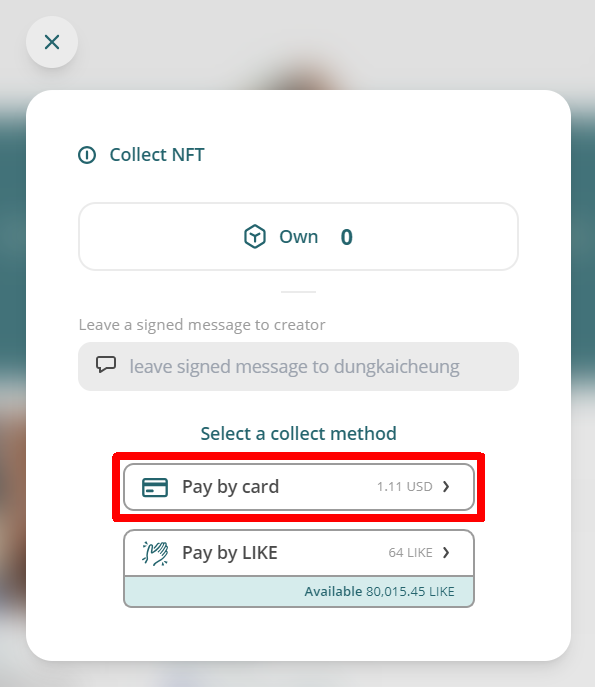 Collect NFT
Own 0
Leave a signed message to creator
leave signed message to dungkaicheung
Select a collect method
Pay by card 1.11 USD
Pay by LIKE 64 LIKE
Available 80,015.45 LIKE